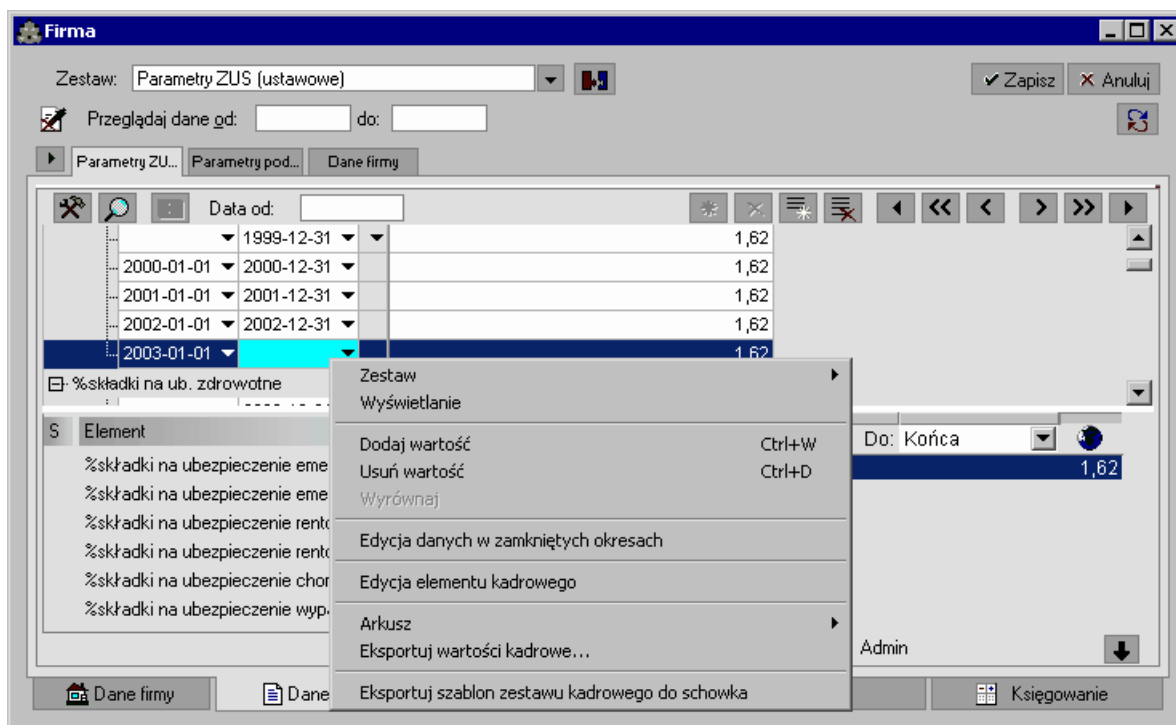 Firma
Zestaw: Parametry ZUS (ustawowe) Zapisz Anuluj
Przeglądaj dane od: do:
Parametry ZU... Parametry pod... Dane firmy
Data od:
1999-12-31 1,62
2000-01-01 2000-12-31 1,62
2001-01-01 2001-12-31 1,62
2002-01-01 2002-12-31 1,62
2003-01-01 1,62
%składki na ub. zdrowotne
Zestaw
Wyświetlanie
Dodaj wartość Ctrl+W
Usuń wartość Ctrl+D
Wyrównaj
Edycja danych w zamkniętych okresach
Edycja elementu kadrowego
Arkusz
Eksportuj wartości kadrowe...
Eksportuj szablon zestawu kadrowego do schowka
S Element Do: Końca
%składki na ubezpieczenie eme 1,62
%składki na ubezpieczenie eme
%składki na ubezpieczenie rento
%składki na ubezpieczenie rento
%składki na ubezpieczenie chor
%składki na ubezpieczenie wyp
Admin
Dane firmy Dane Księgowanie